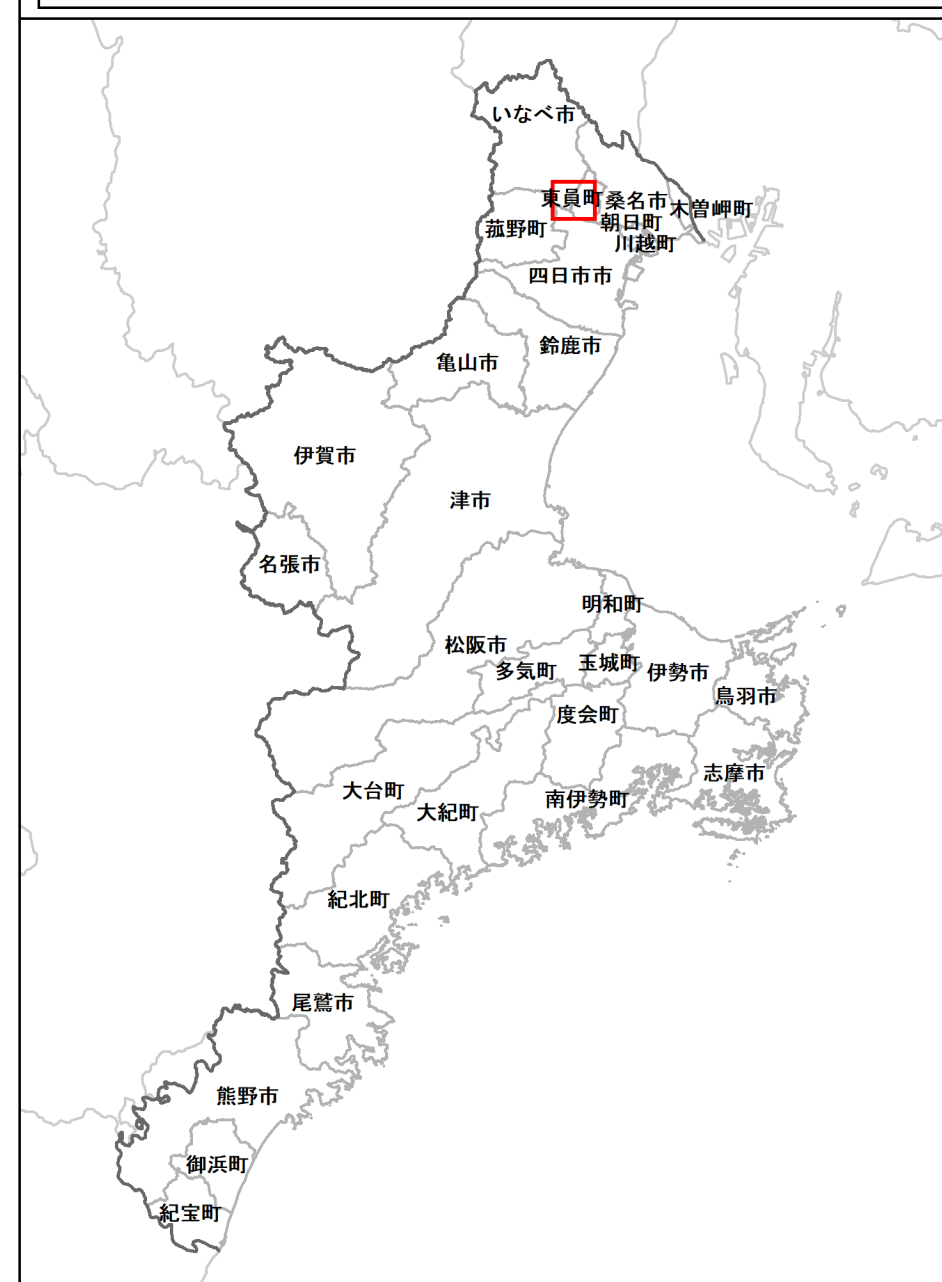 いなべ市
東員町
桑名市
木曽岬町
朝日町
菰野町
川越町
四日市市
鈴鹿市
亀山市
伊賀市
津市
名張市
明和町
松阪市
玉城町
多気町
伊勢市
鳥羽市
度会町
志摩市
大台町
南伊勢町
大紀町
紀北町
尾鷲市
熊野市
御浜町
紀宝町